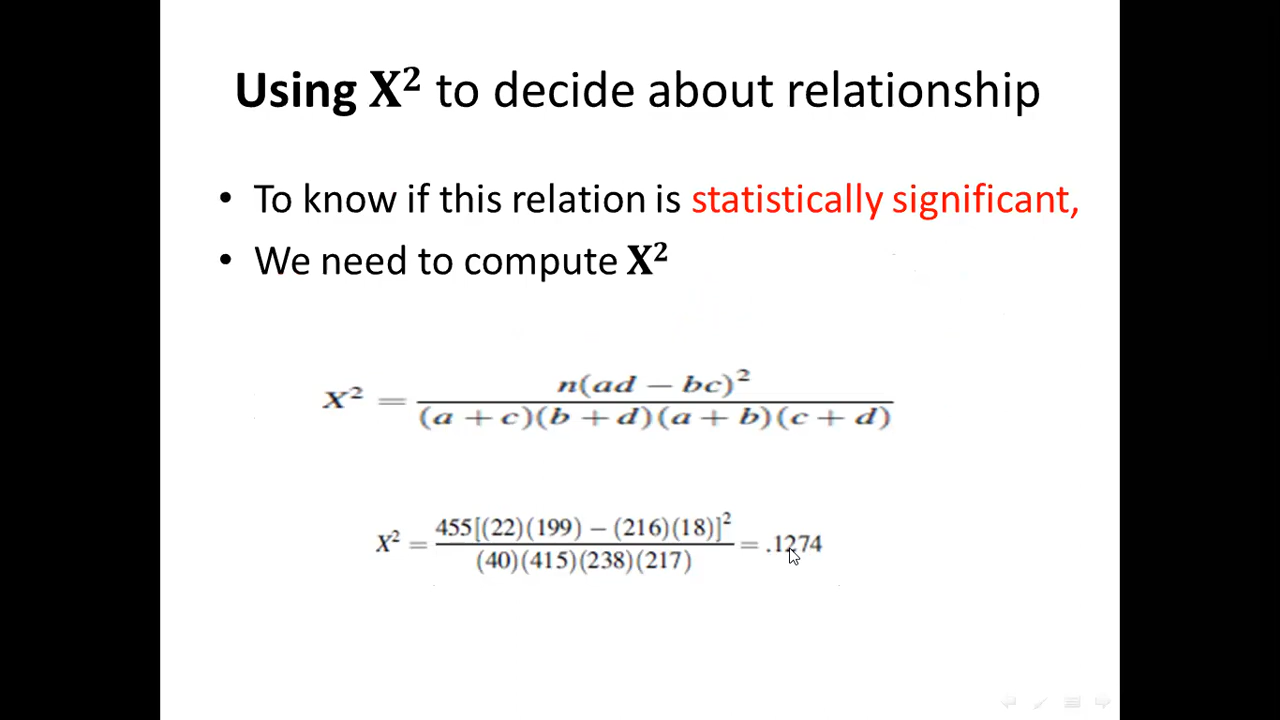 Using X² to decide about relationship
• To know if this relation is statistically significant,
• We need to compute X²
X² = n(ad − bc)² / (a + c)(b + d)(a + b)(c + d)
X² = 455[(22)(199) − (216)(18)]² / (40)(415)(238)(217) = .1274